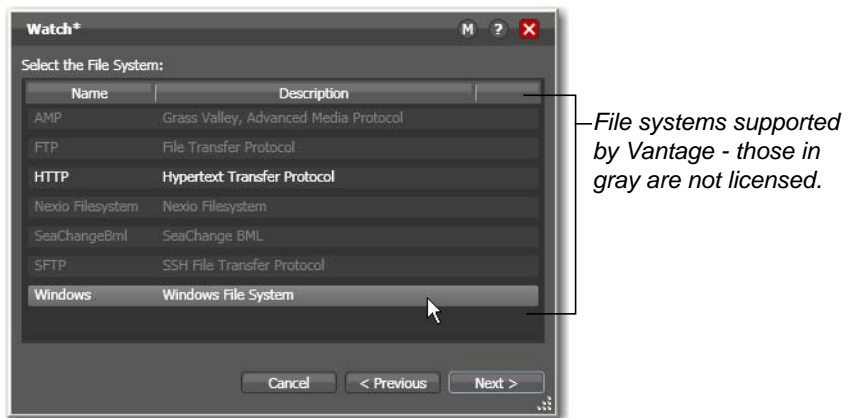 Watch*
M ?
Select the File System:
Name Description
AMP Grass Valley, Advanced Media Protocol
FTP File Transfer Protocol
HTTP Hypertext Transfer Protocol
Nexio Filesystem Nexio Filesystem
SeaChangeBml SeaChange BML
SFTP SSH File Transfer Protocol
Windows Windows File System
Cancel < Previous Next >
File systems supported
by Vantage - those in
gray are not licensed.